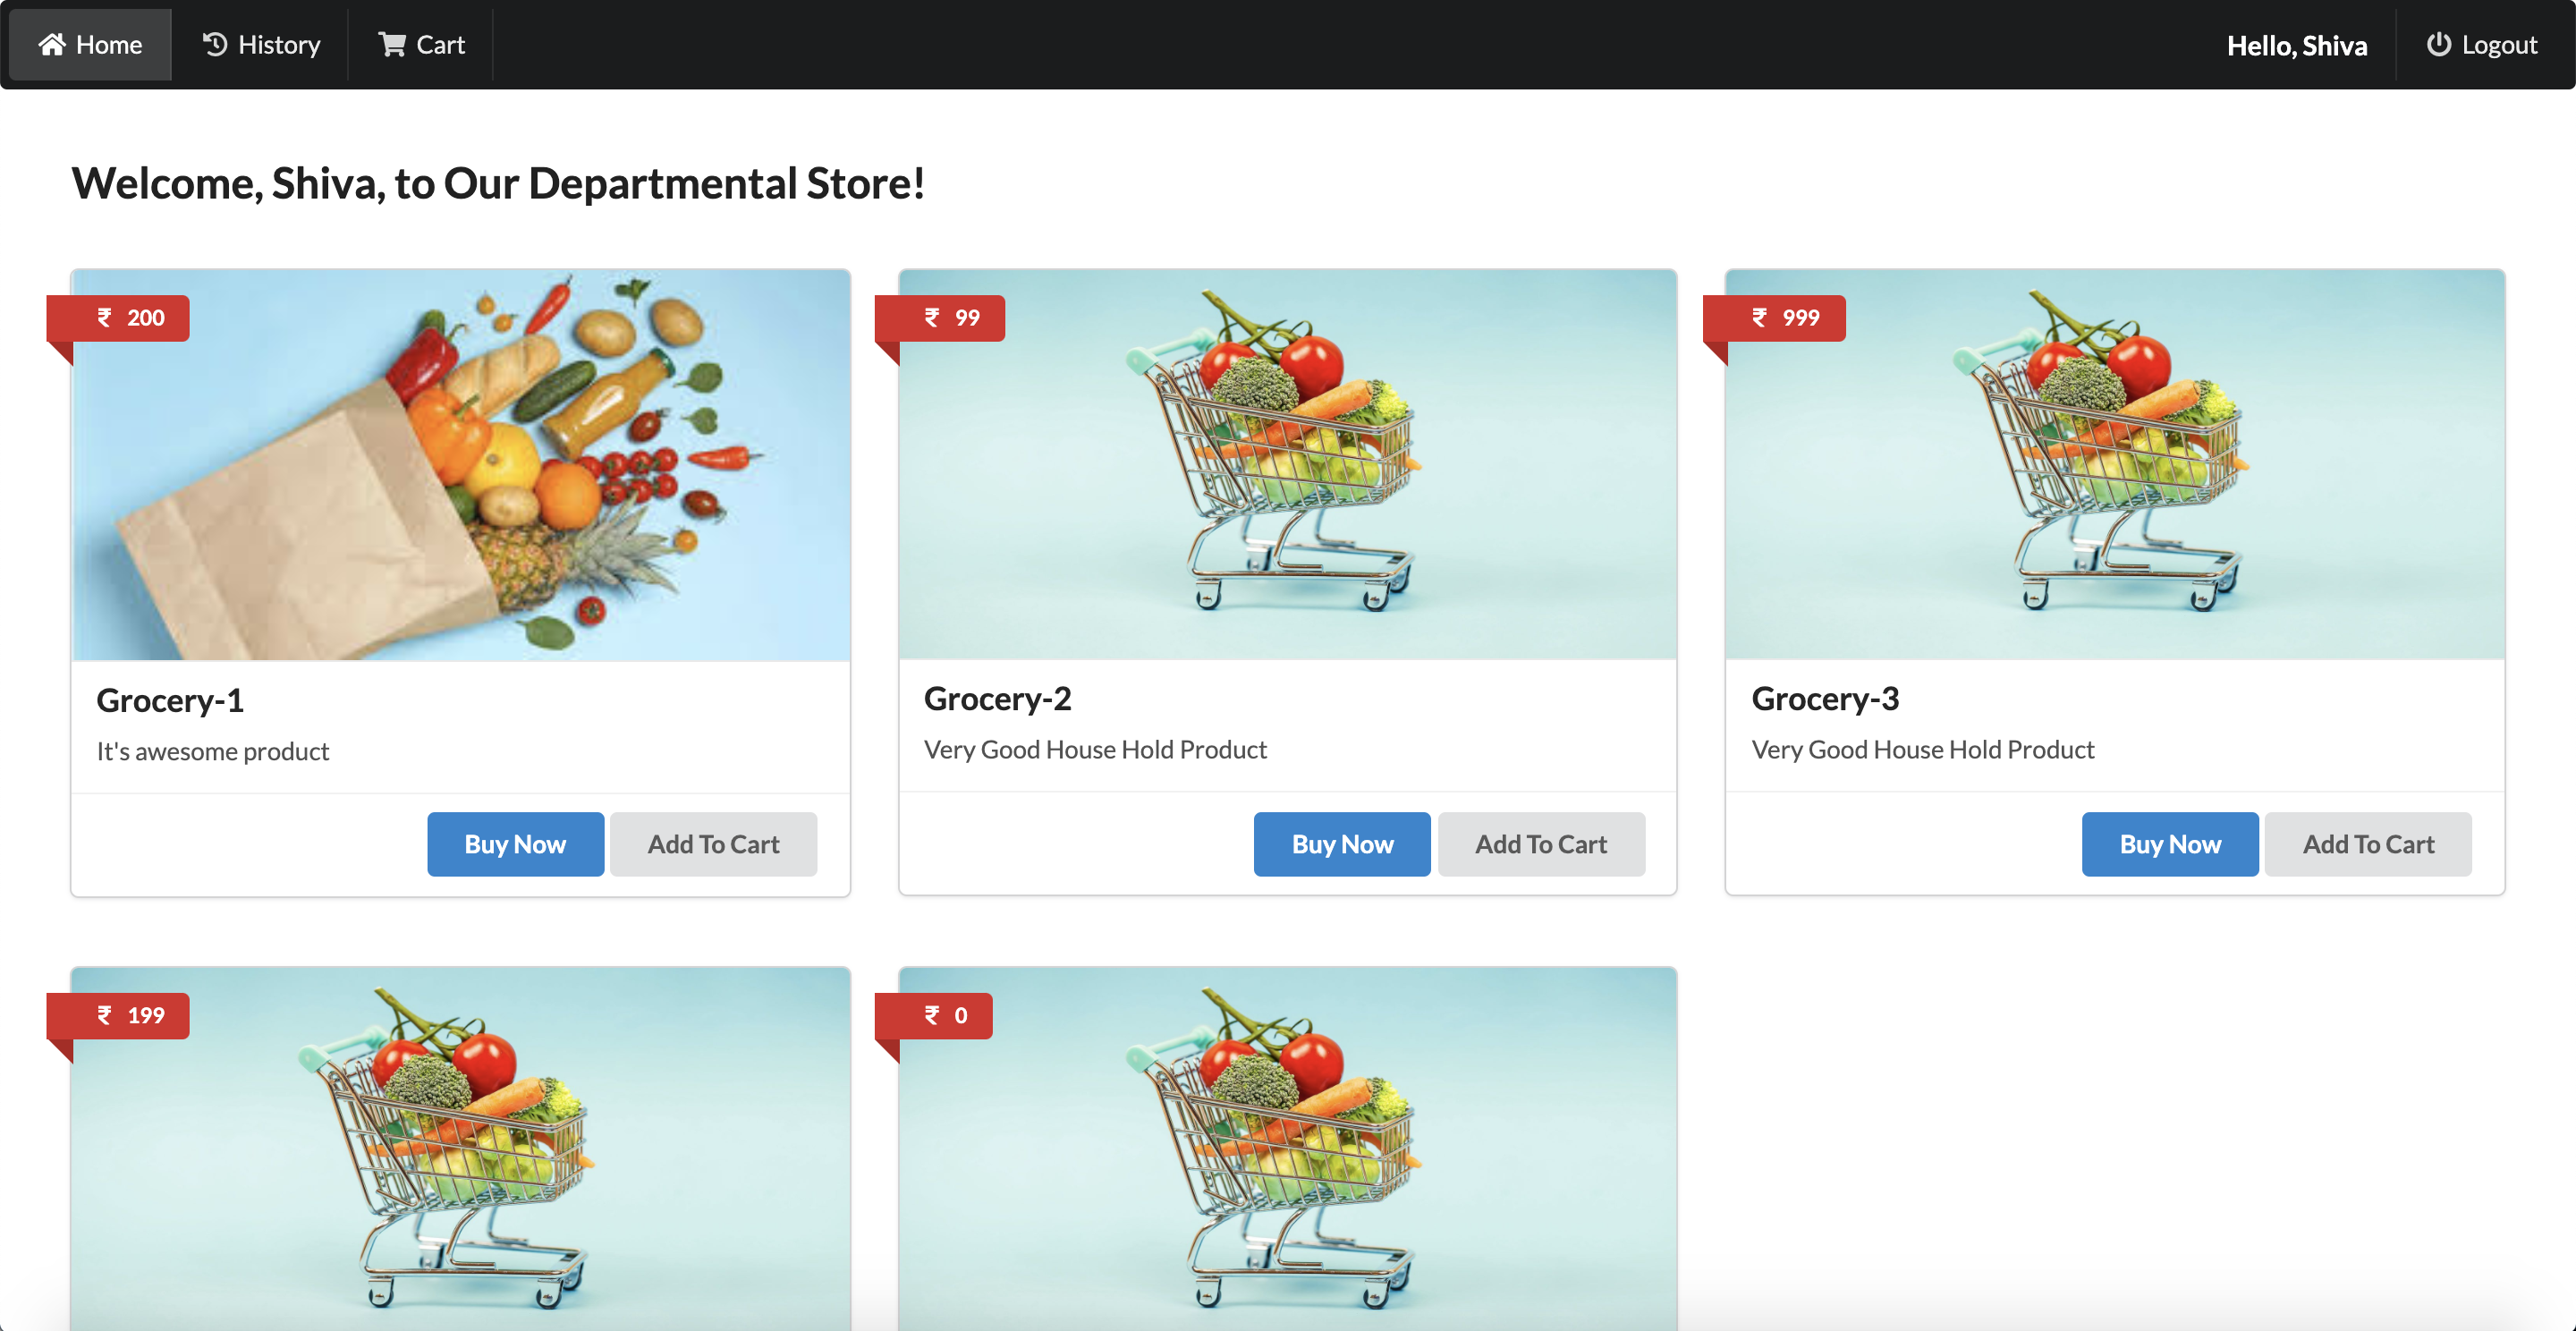 Home History Cart Hello, Shiva Logout
Welcome, Shiva, to Our Departmental Store!
₹ 200
Grocery-1
It's awesome product
Buy Now Add To Cart
₹ 99
Grocery-2
Very Good House Hold Product
Buy Now Add To Cart
₹ 999
Grocery-3
Very Good House Hold Product
Buy Now Add To Cart
₹ 199
₹ 0